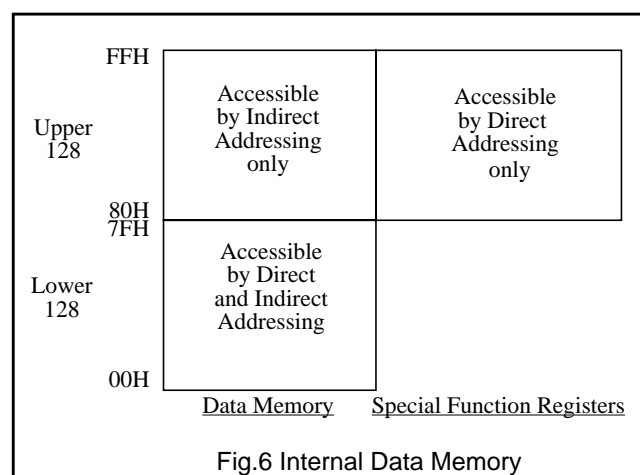 FFH
Upper
128
Accessible
by Indirect
Addressing
only
Accessible
by Direct
Addressing
only
80H
7FH
Lower
128
Accessible
by Direct
and Indirect
Addressing
00H
Data Memory
Special Function Registers
Fig.6 Internal Data Memory